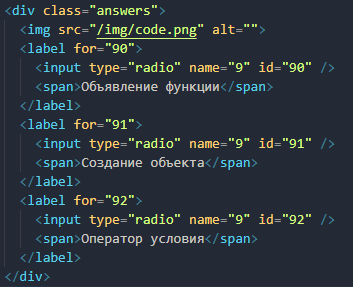 <div class="answers">
<img src="/img/code.png" alt="">
<label for="90">
<input type="radio" name="9" id="90" />
<span>Объявление функции</span>
</label>
<label for="91">
<input type="radio" name="9" id="91" />
<span>Создание объекта</span>
</label>
<label for="92">
<input type="radio" name="9" id="92" />
<span>Оператор условия</span>
</label>
</div>